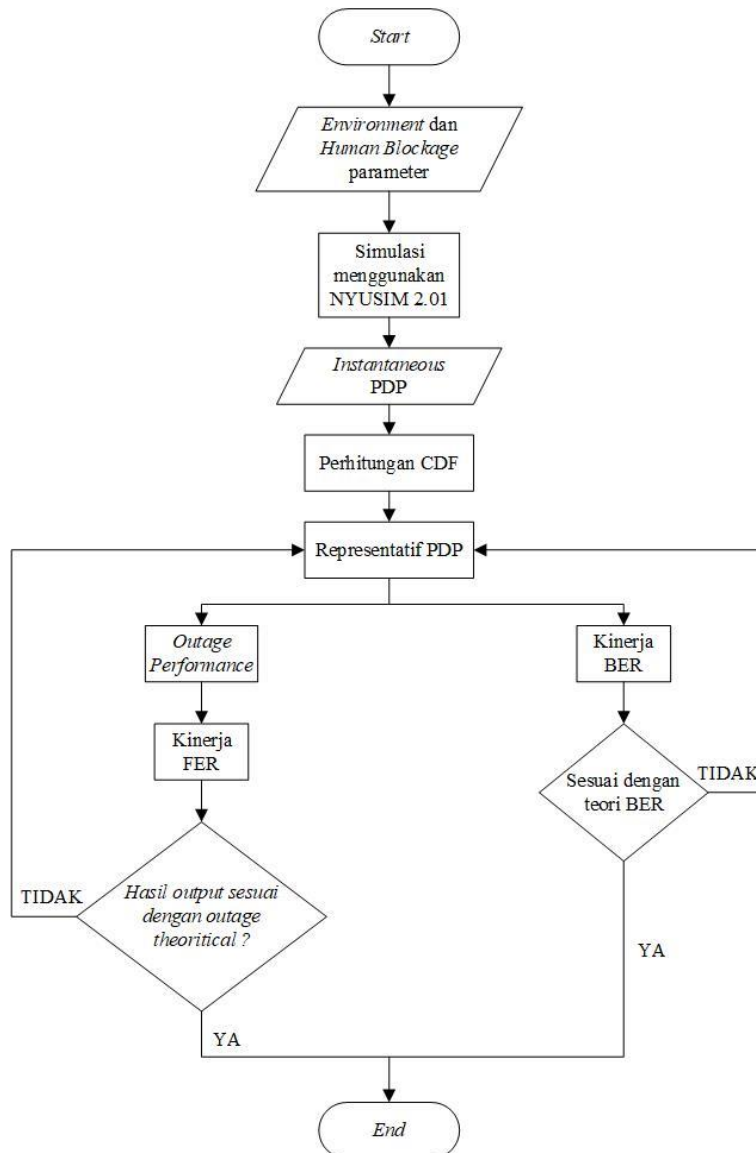 Start
Environment dan
Human Blockage
parameter
Simulasi
menggunakan
NYUSIM 2.01
Instantaneous
PDP
Perhitungan CDF
Representatif PDP
Outage
Performance
Kinerja
BER
Kinerja
FER
Sesuai dengan
teori BER
TIDAK
TIDAK
Hasil output sesuai
dengan outage
theoritical ?
YA
YA
End